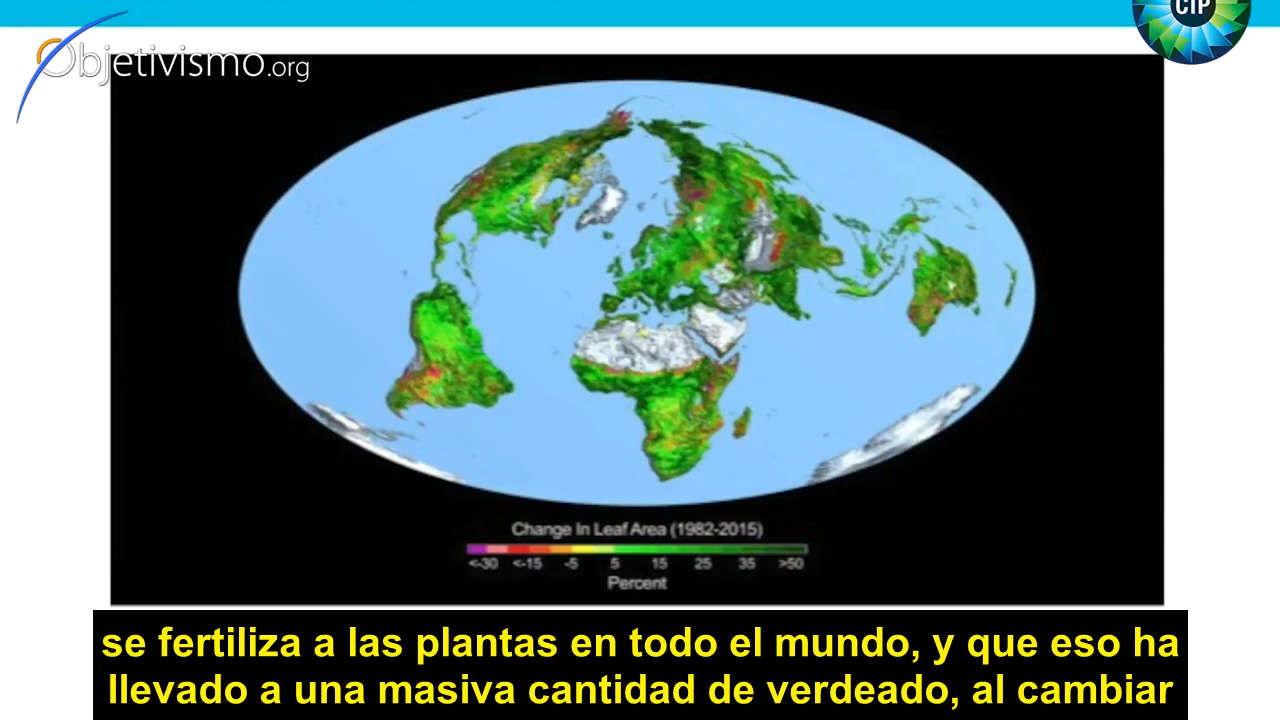 CIP
Objetivismo.org
Change In Leaf Area (1982-2015)
<-30 <-15 -5 5 15 25 35 >50
Percent
se fertiliza a las plantas en todo el mundo, y que eso ha
llevado a una masiva cantidad de verdeado, al cambiar